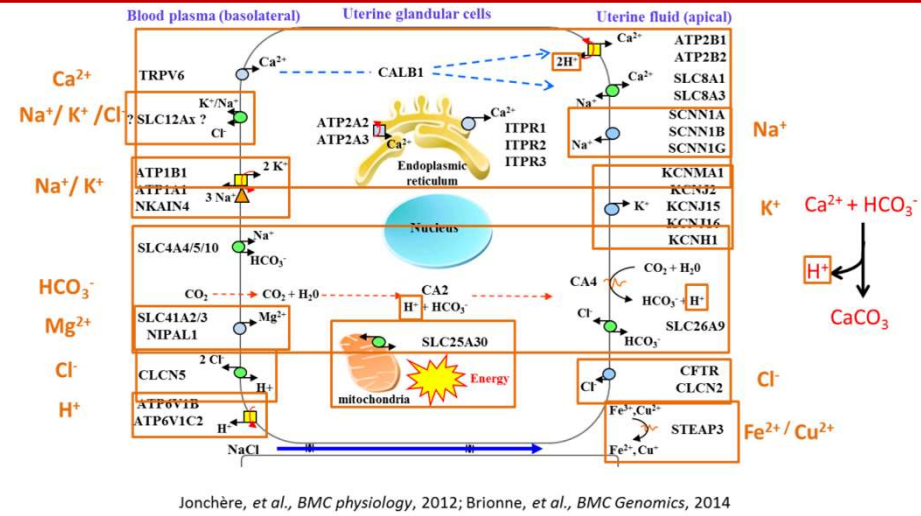 Blood plasma (basolateral)
Uterine glandular cells
Uterine fluid (apical)
Ca²⁺
TRPV6
Ca²⁺
CALB1
2H⁺
Ca²⁺
ATP2B1
ATP2B2
Ca²⁺
SLC8A1
SLC8A3
Na⁺
Na⁺/ K⁺ /Cl⁻
? SLC12Ax ?
K⁺/Na⁺
Cl⁻
ATP2A2
ATP2A3
Ca²⁺
Ca²⁺
ITPR1
ITPR2
ITPR3
Endoplasmic
reticulum
SCNN1A
SCNN1B
SCNN1G
Na⁺
Na⁺
Na⁺/ K⁺
ATP1B1
ATP1A1
NKAIN4
2 K⁺
3 Na⁺
Nucleus
KCNMA1
KCNJ2
KCNJ15
KCNJ16
KCNH1
K⁺
K⁺
Ca²⁺ + HCO₃⁻
H⁺
CaCO₃
HCO₃⁻
SLC4A4/5/10
Na⁺
HCO₃⁻
CO₂
CO₂ + H₂0
CA2
H⁺ + HCO₃⁻
CA4
CO₂ + H₂0
HCO₃⁻ + H⁺
Cl⁻
HCO₃⁻
SLC26A9
Mg²⁺
SLC41A2/3
NIPAL1
Mg²⁺
SLC25A30
Energy
mitochondria
Cl⁻
CLCN5
2 Cl⁻
H+
Cl⁻
CFTR
CLCN2
Cl⁻
H⁺
ATP6V1B
ATP6V1C2
H⁺
Fe³⁺,Cu²⁺
STEAP3
Fe²⁺,Cu⁺
Fe²⁺/ Cu²⁺
NaCl
Jonchère, et al., BMC physiology, 2012; Brionne, et al., BMC Genomics, 2014